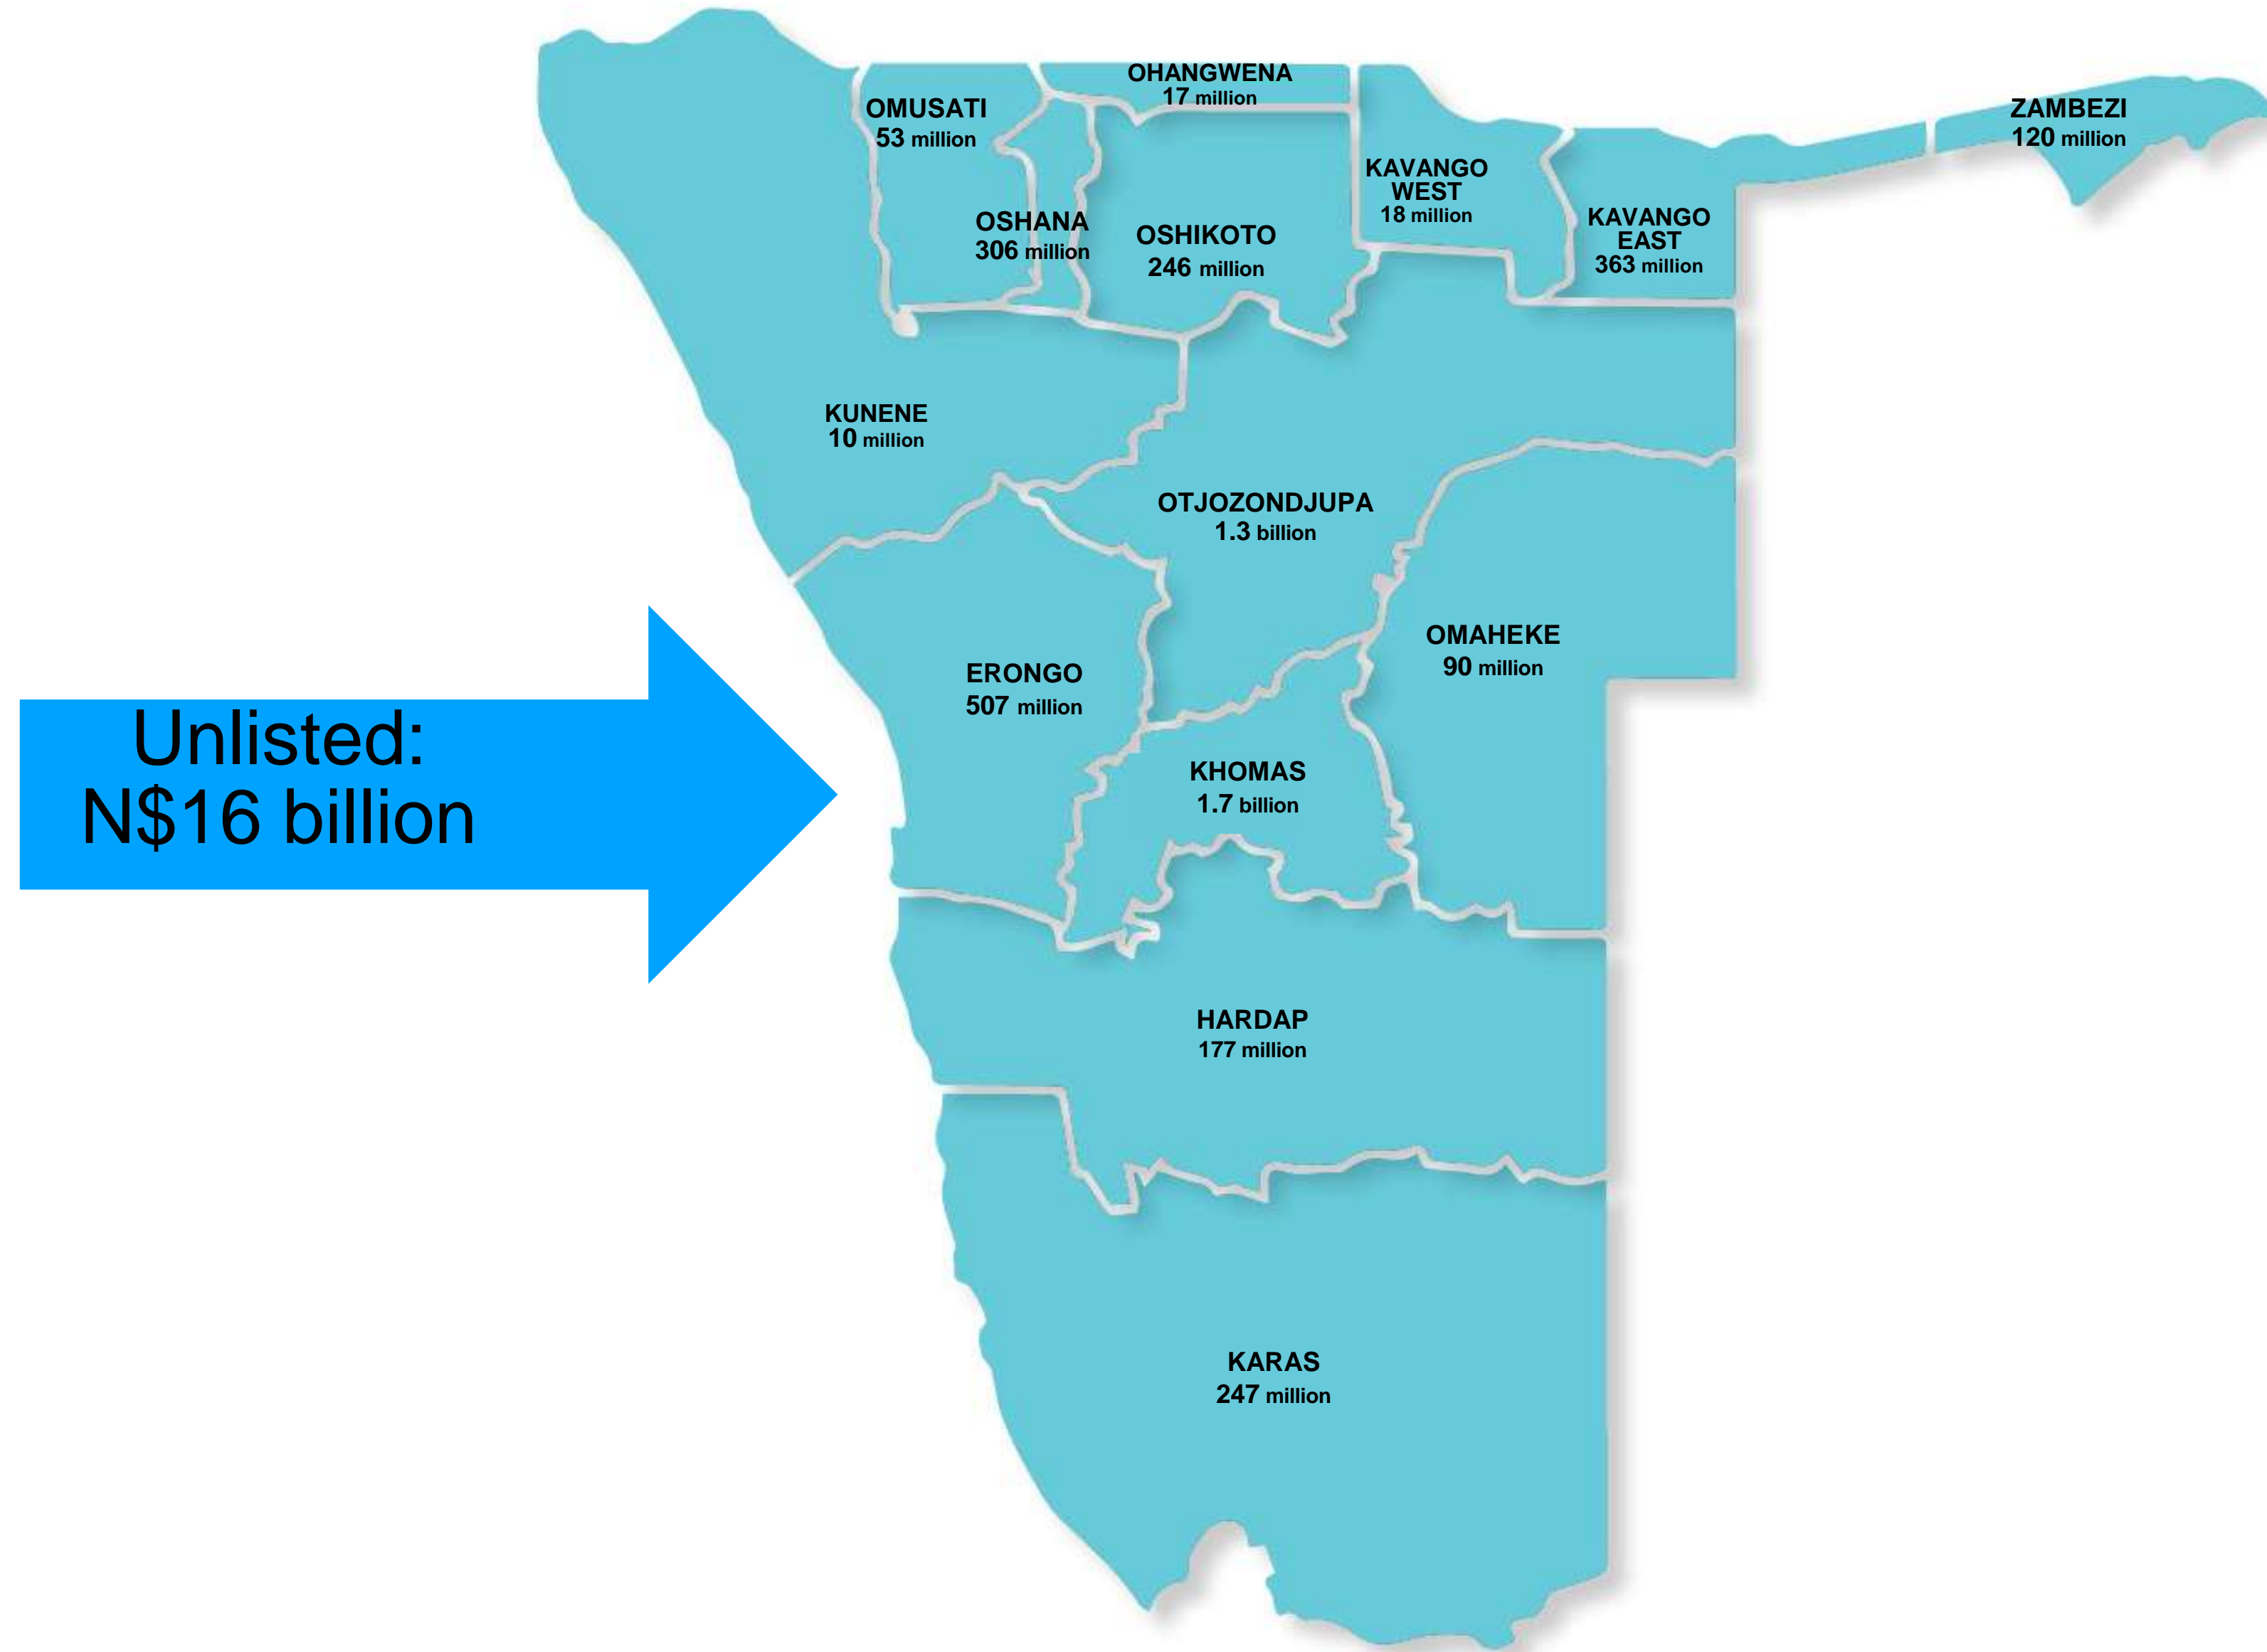 OHANGWENA
17 million
OMUSATI
53 million
ZAMBEZI
120 million
KAVANGO
WEST
18 million
OSHANA
306 million
OSHIKOTO
246 million
KAVANGO
EAST
363 million
KUNENE
10 million
OTJOZONDJUPA
1.3 billion
OMAHEKE
90 million
ERONGO
507 million
Unlisted:
N$16 billion
KHOMAS
1.7 billion
HARDAP
177 million
KARAS
247 million